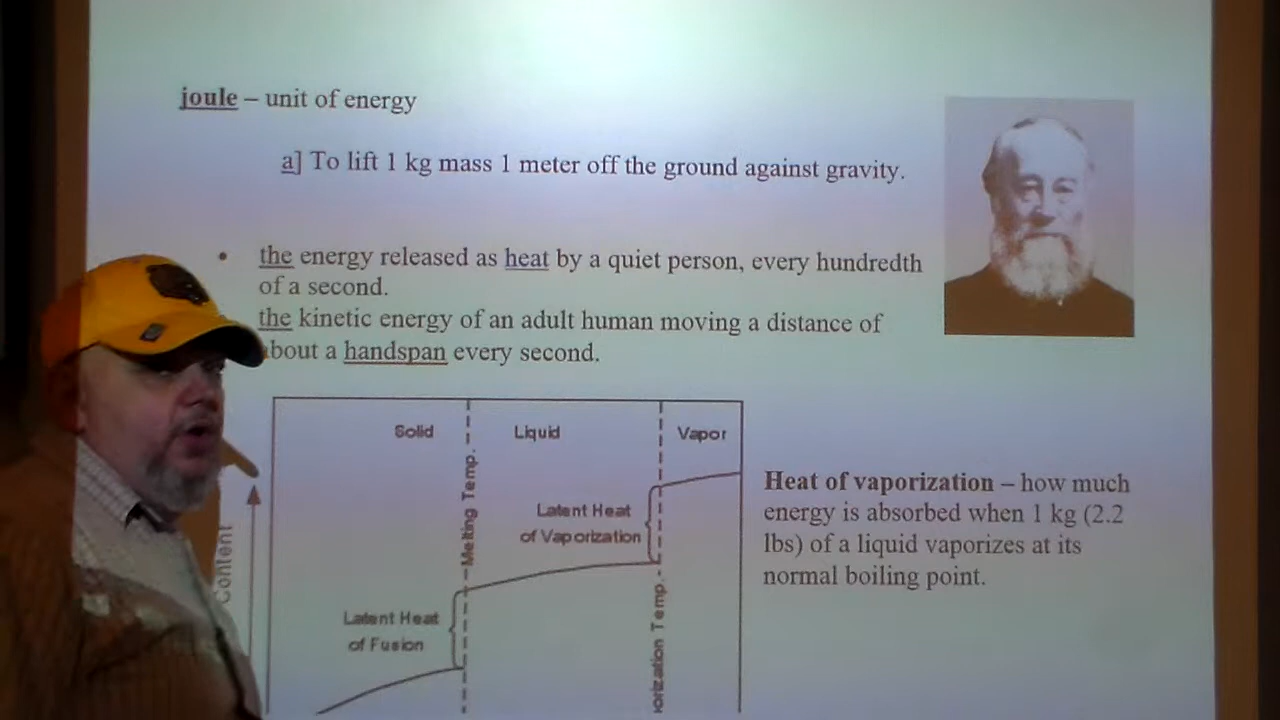 joule – unit of energy
a] To lift 1 kg mass 1 meter off the ground against gravity.
• the energy released as heat by a quiet person, every hundredth
of a second.
the kinetic energy of an adult human moving a distance of
about a handspan every second.
Solid
Liquid
Vapor
Melting Temp.
Latent Heat
of Vaporization
Latent Heat
of Fusion
Content
Heat of vaporization – how much
energy is absorbed when 1 kg (2.2
lbs) of a liquid vaporizes at its
normal boiling point.
Temp.